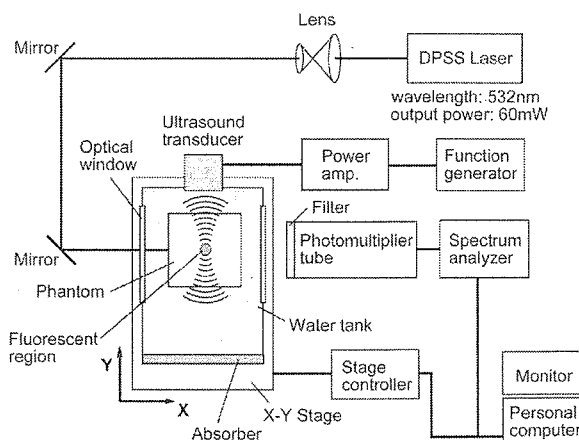 Lens
Mirror
DPSS Laser
wavelength: 532nm
output power: 60mW
Ultrasound
transducer
Optical
window
Power
amp.
Function
generator
Filter
Photomultiplier
tube
Spectrum
analyzer
Mirror
Phantom
Fluorescent
region
Water tank
Y
X
Stage
controller
Monitor
X-Y Stage
Absorber
Personal
computer